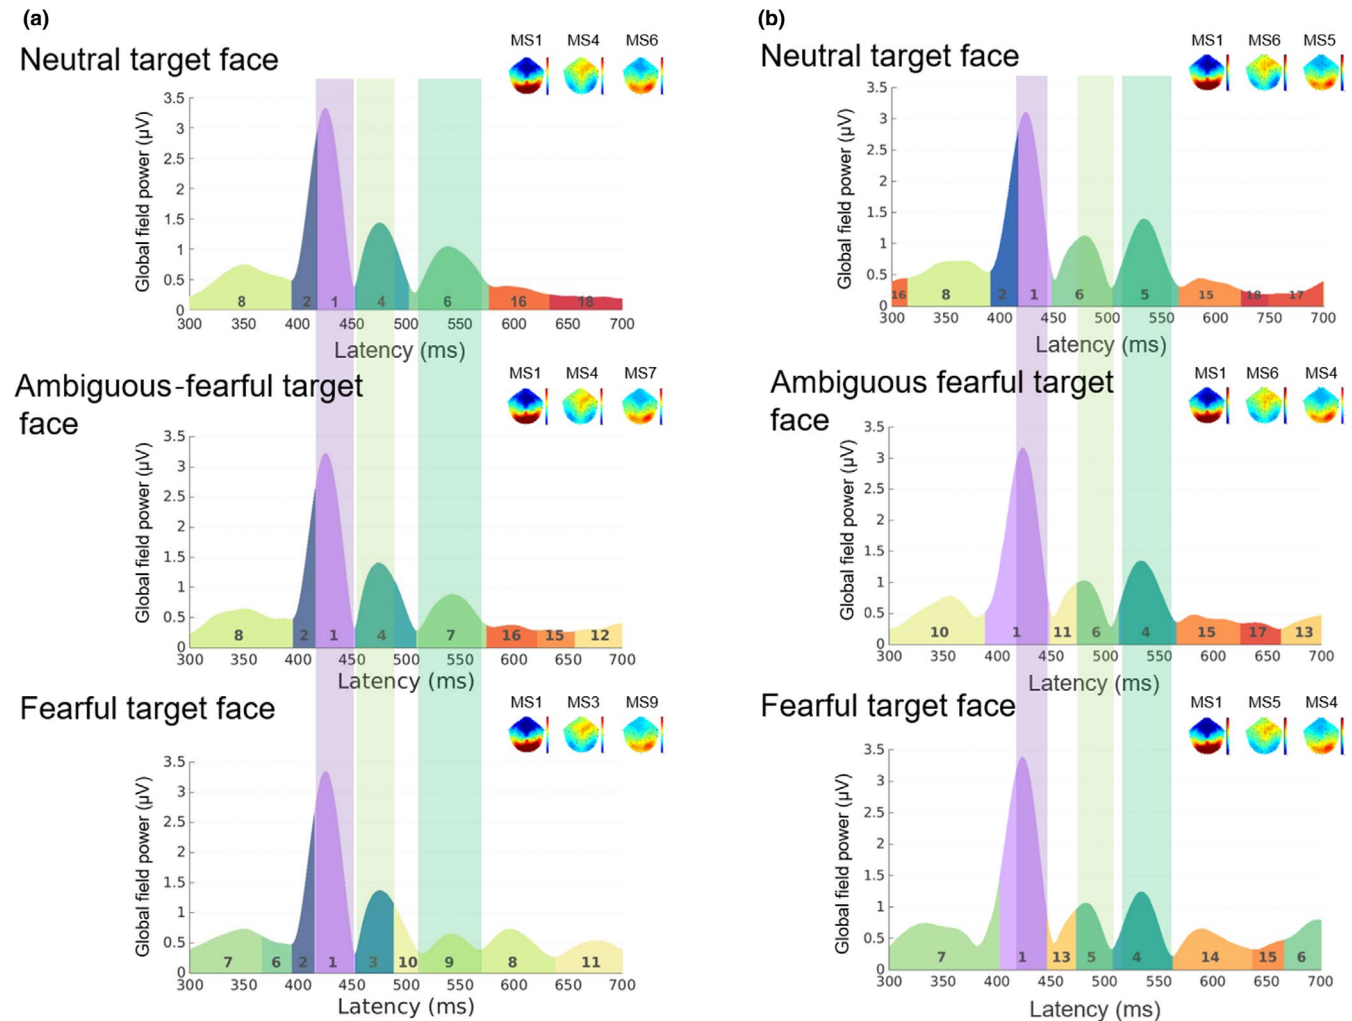 (a)
Neutral target face
MS1 MS4 MS6
Global field power (µV)
3.5
3
2.5
2
1.5
1
0.5
0
8 2 1 4 6 16 18
300 350 400 450 500 550 600 650 700
Latency (ms)
Ambiguous-fearful target
face
MS1 MS4 MS7
Global field power (µV)
3.5
3
2.5
2
1.5
1
0.5
0
8 2 1 4 7 16 15 12
300 350 400 450 500 550 600 650 700
Latency (ms)
Fearful target face
MS1 MS3 MS9
Global field power (µV)
3.5
3
2.5
2
1.5
1
0.5
0
7 6 2 1 3 10 9 8 11
300 350 400 450 500 550 600 650 700
Latency (ms)
(b)
Neutral target face
MS1 MS6 MS5
Global field power (µV)
3.5
3
2.5
2
1.5
1
0.5
0
16 8 2 1 6 5 15 18 17
300 350 400 450 500 550 600 750 700
Latency (ms)
Ambiguous fearful target
face
MS1 MS6 MS4
Global field power (µV)
3.5
3
2.5
2
1.5
1
0.5
0
10 1 11 6 4 15 17 13
300 350 400 450 500 550 600 650 700
Latency (ms)
Fearful target face
MS1 MS5 MS4
Global field power (µV)
3.5
3
2.5
2
1.5
1
0.5
0
7 1 13 5 4 14 15 6
300 350 400 450 500 550 600 650 700
Latency (ms)